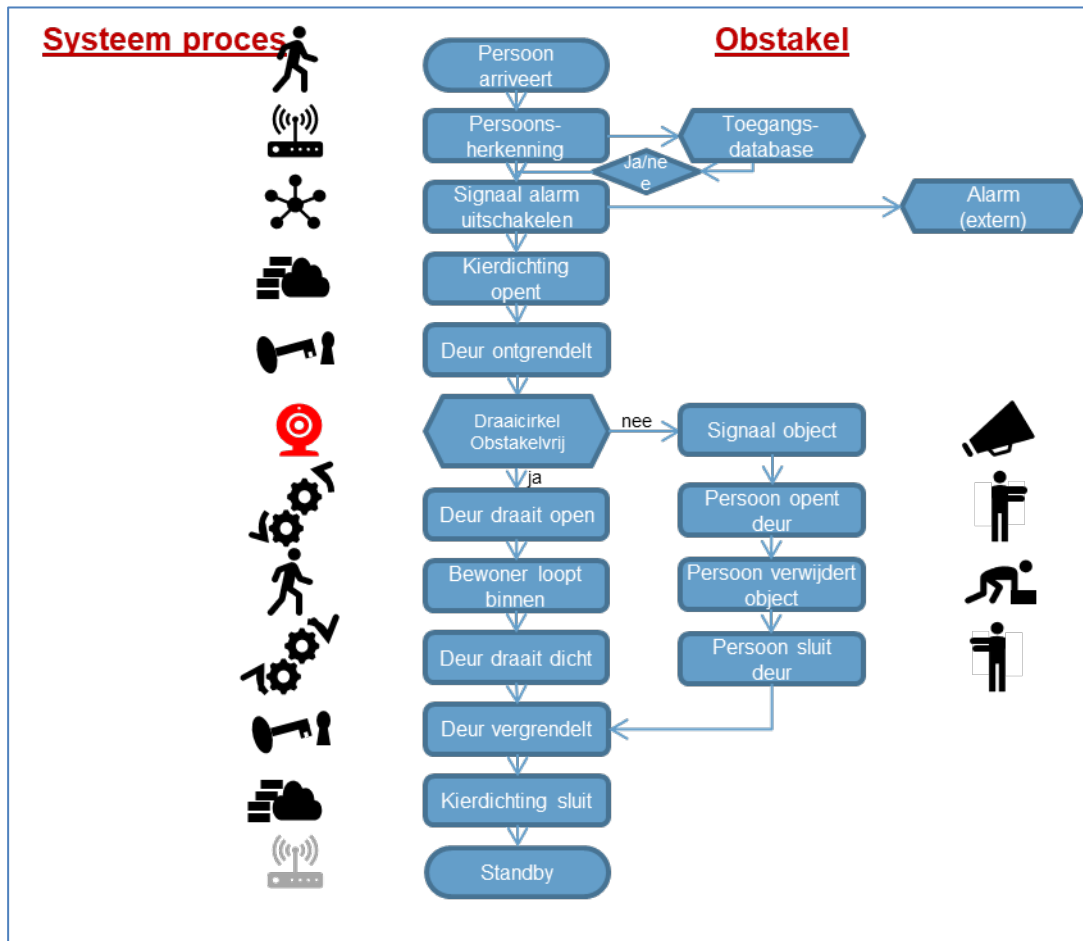 Systeem proces
Obstakel
Persoon
arriveert
Persoons-
herkenning
Toegangs-
database
Ja/ne
e
Signaal alarm
uitschakelen
Alarm
(extern)
Kierdichting
opent
Deur ontgrendelt
Draaicirkel
Obstakelvrij
nee
Signaal object
ja
Deur draait open
Persoon opent
deur
Bewoner loopt
binnen
Persoon verwijdert
object
Deur draait dicht
Persoon sluit
deur
Deur vergrendelt
Kierdichting sluit
Standby